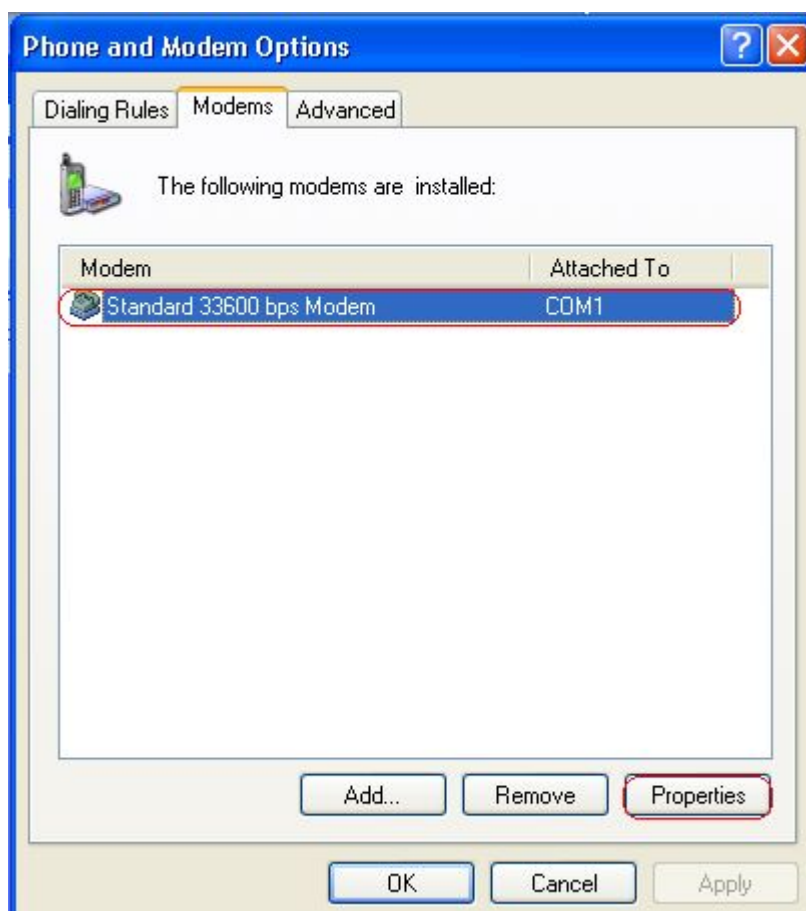 Phone and Modem Options
Dialing Rules Modems Advanced
The following modems are installed:
Modem Attached To
Standard 33600 bps Modem COM1
Add... Remove Properties
OK Cancel Apply